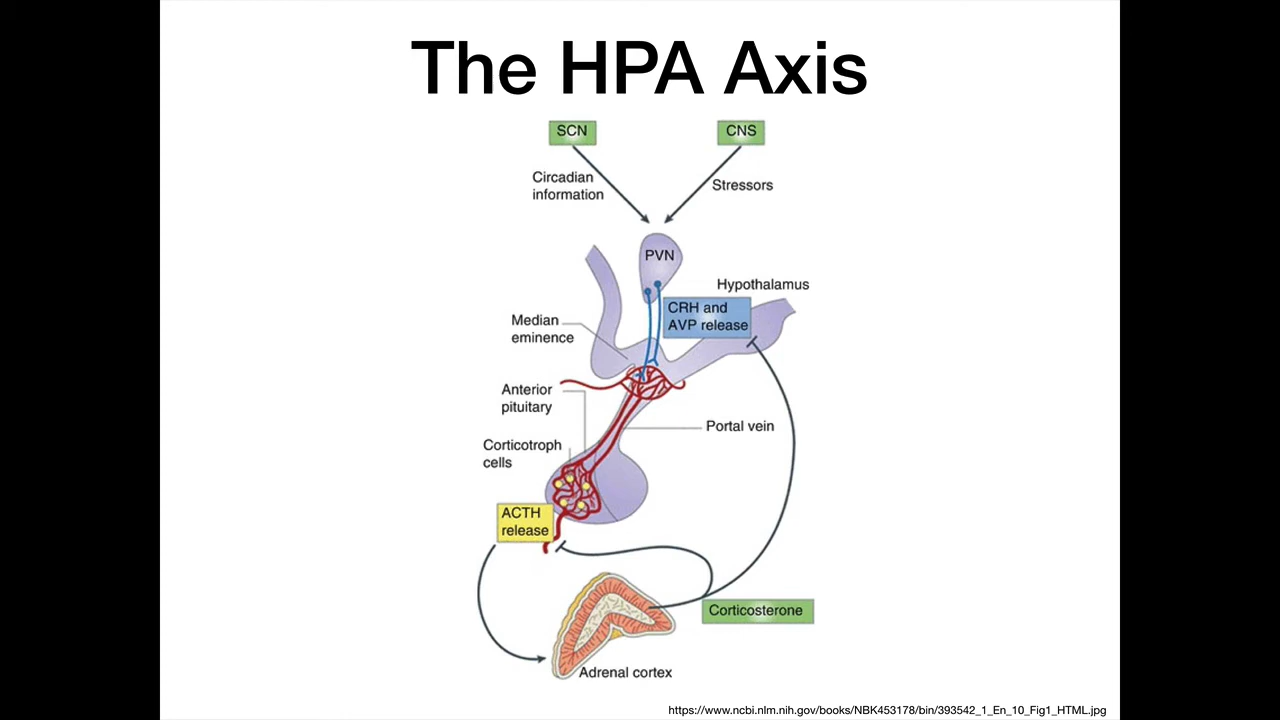 The HPA Axis
SCN
CNS
Circadian
information
Stressors
PVN
Hypothalamus
CRH and
AVP release
Median
eminence
Anterior
pituitary
Portal vein
Corticotroph
cells
ACTH
release
Corticosterone
Adrenal cortex
https://www.ncbi.nlm.nih.gov/books/NBK453178/bin/393542_1_En_10_Fig1_HTML.jpg